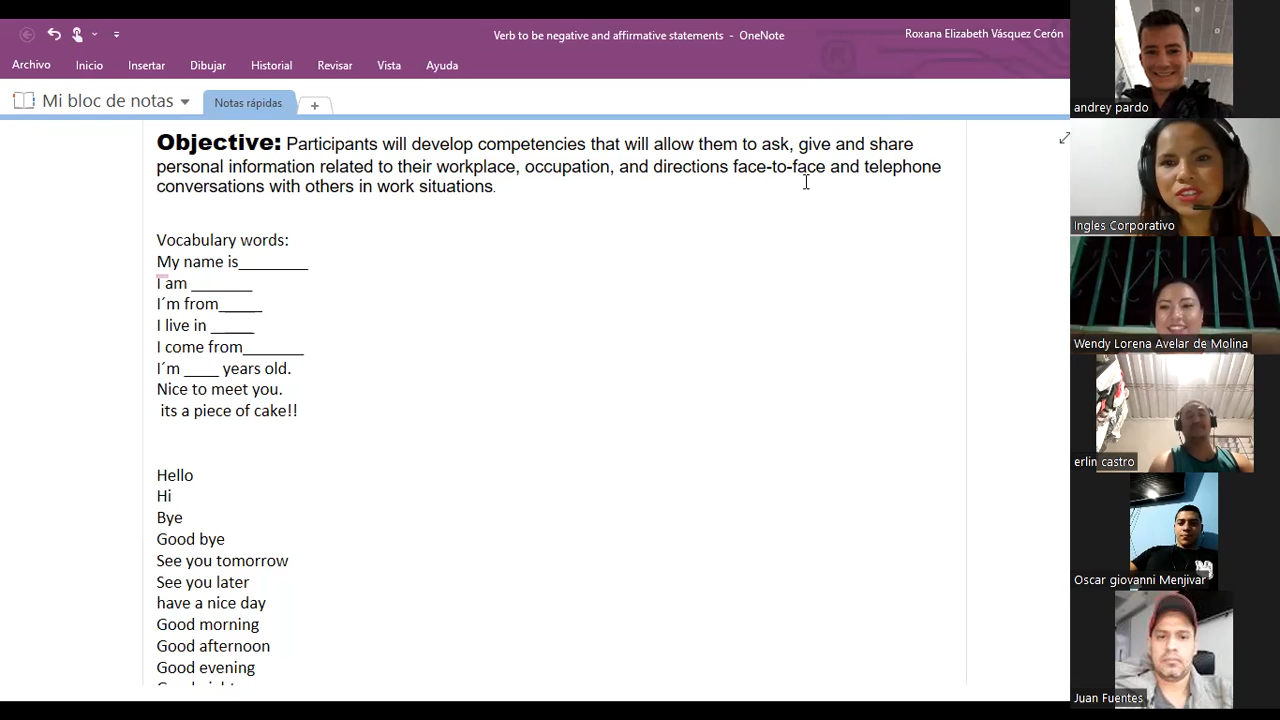 Verb to be negative and affirmative statements - OneNote
Roxana Elizabeth Vásquez Cerón
Archivo Inicio Insertar Dibujar Historial Revisar Vista Ayuda
Mi bloc de notas Notas rápidas +
Objective: Participants will develop competencies that will allow them to ask, give and share
personal information related to their workplace, occupation, and directions face-to-face and telephone
conversations with others in work situations.
Vocabulary words:
My name is________
I am _______
I´m from_____
I live in _____
I come from_______
I´m ____ years old.
Nice to meet you.
its a piece of cake!!
Hello
Hi
Bye
Good bye
See you tomorrow
See you later
have a nice day
Good morning
Good afternoon
Good evening
andrey pardo
Ingles Corporativo
Wendy Lorena Avelar de Molina
erlin castro
Oscar giovanni Menjivar
Juan Fuentes